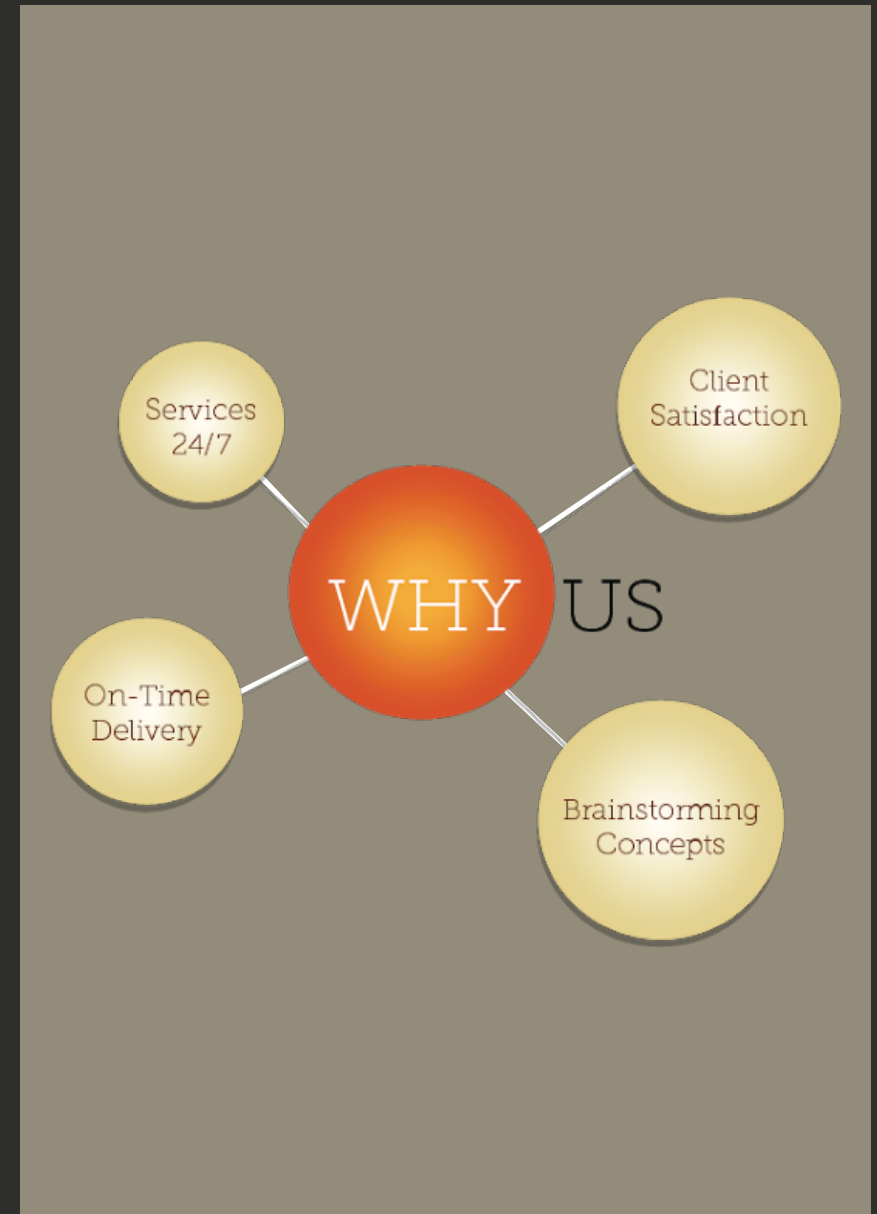 Services
24/7
Client
Satisfaction
WHY US
On-Time
Delivery
Brainstorming
Concepts